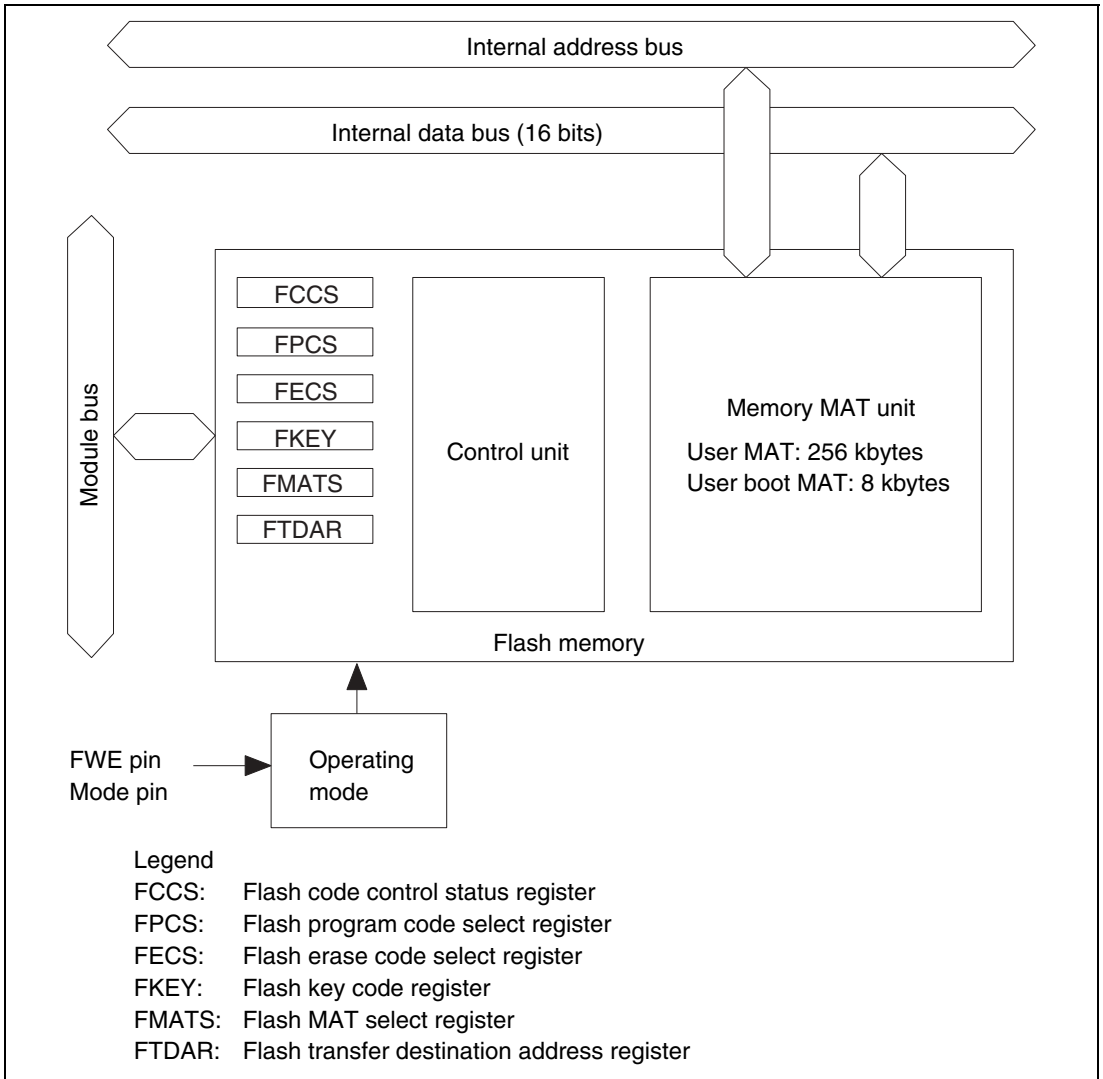 Internal address bus
Internal data bus (16 bits)
Module bus
FCCS
FPCS
FECS
FKEY
FMATS
FTDAR
Control unit
Memory MAT unit
User MAT: 256 kbytes
User boot MAT: 8 kbytes
Flash memory
FWE pin
Mode pin
Operating
mode
Legend
FCCS: Flash code control status register
FPCS: Flash program code select register
FECS: Flash erase code select register
FKEY: Flash key code register
FMATS: Flash MAT select register
FTDAR: Flash transfer destination address register